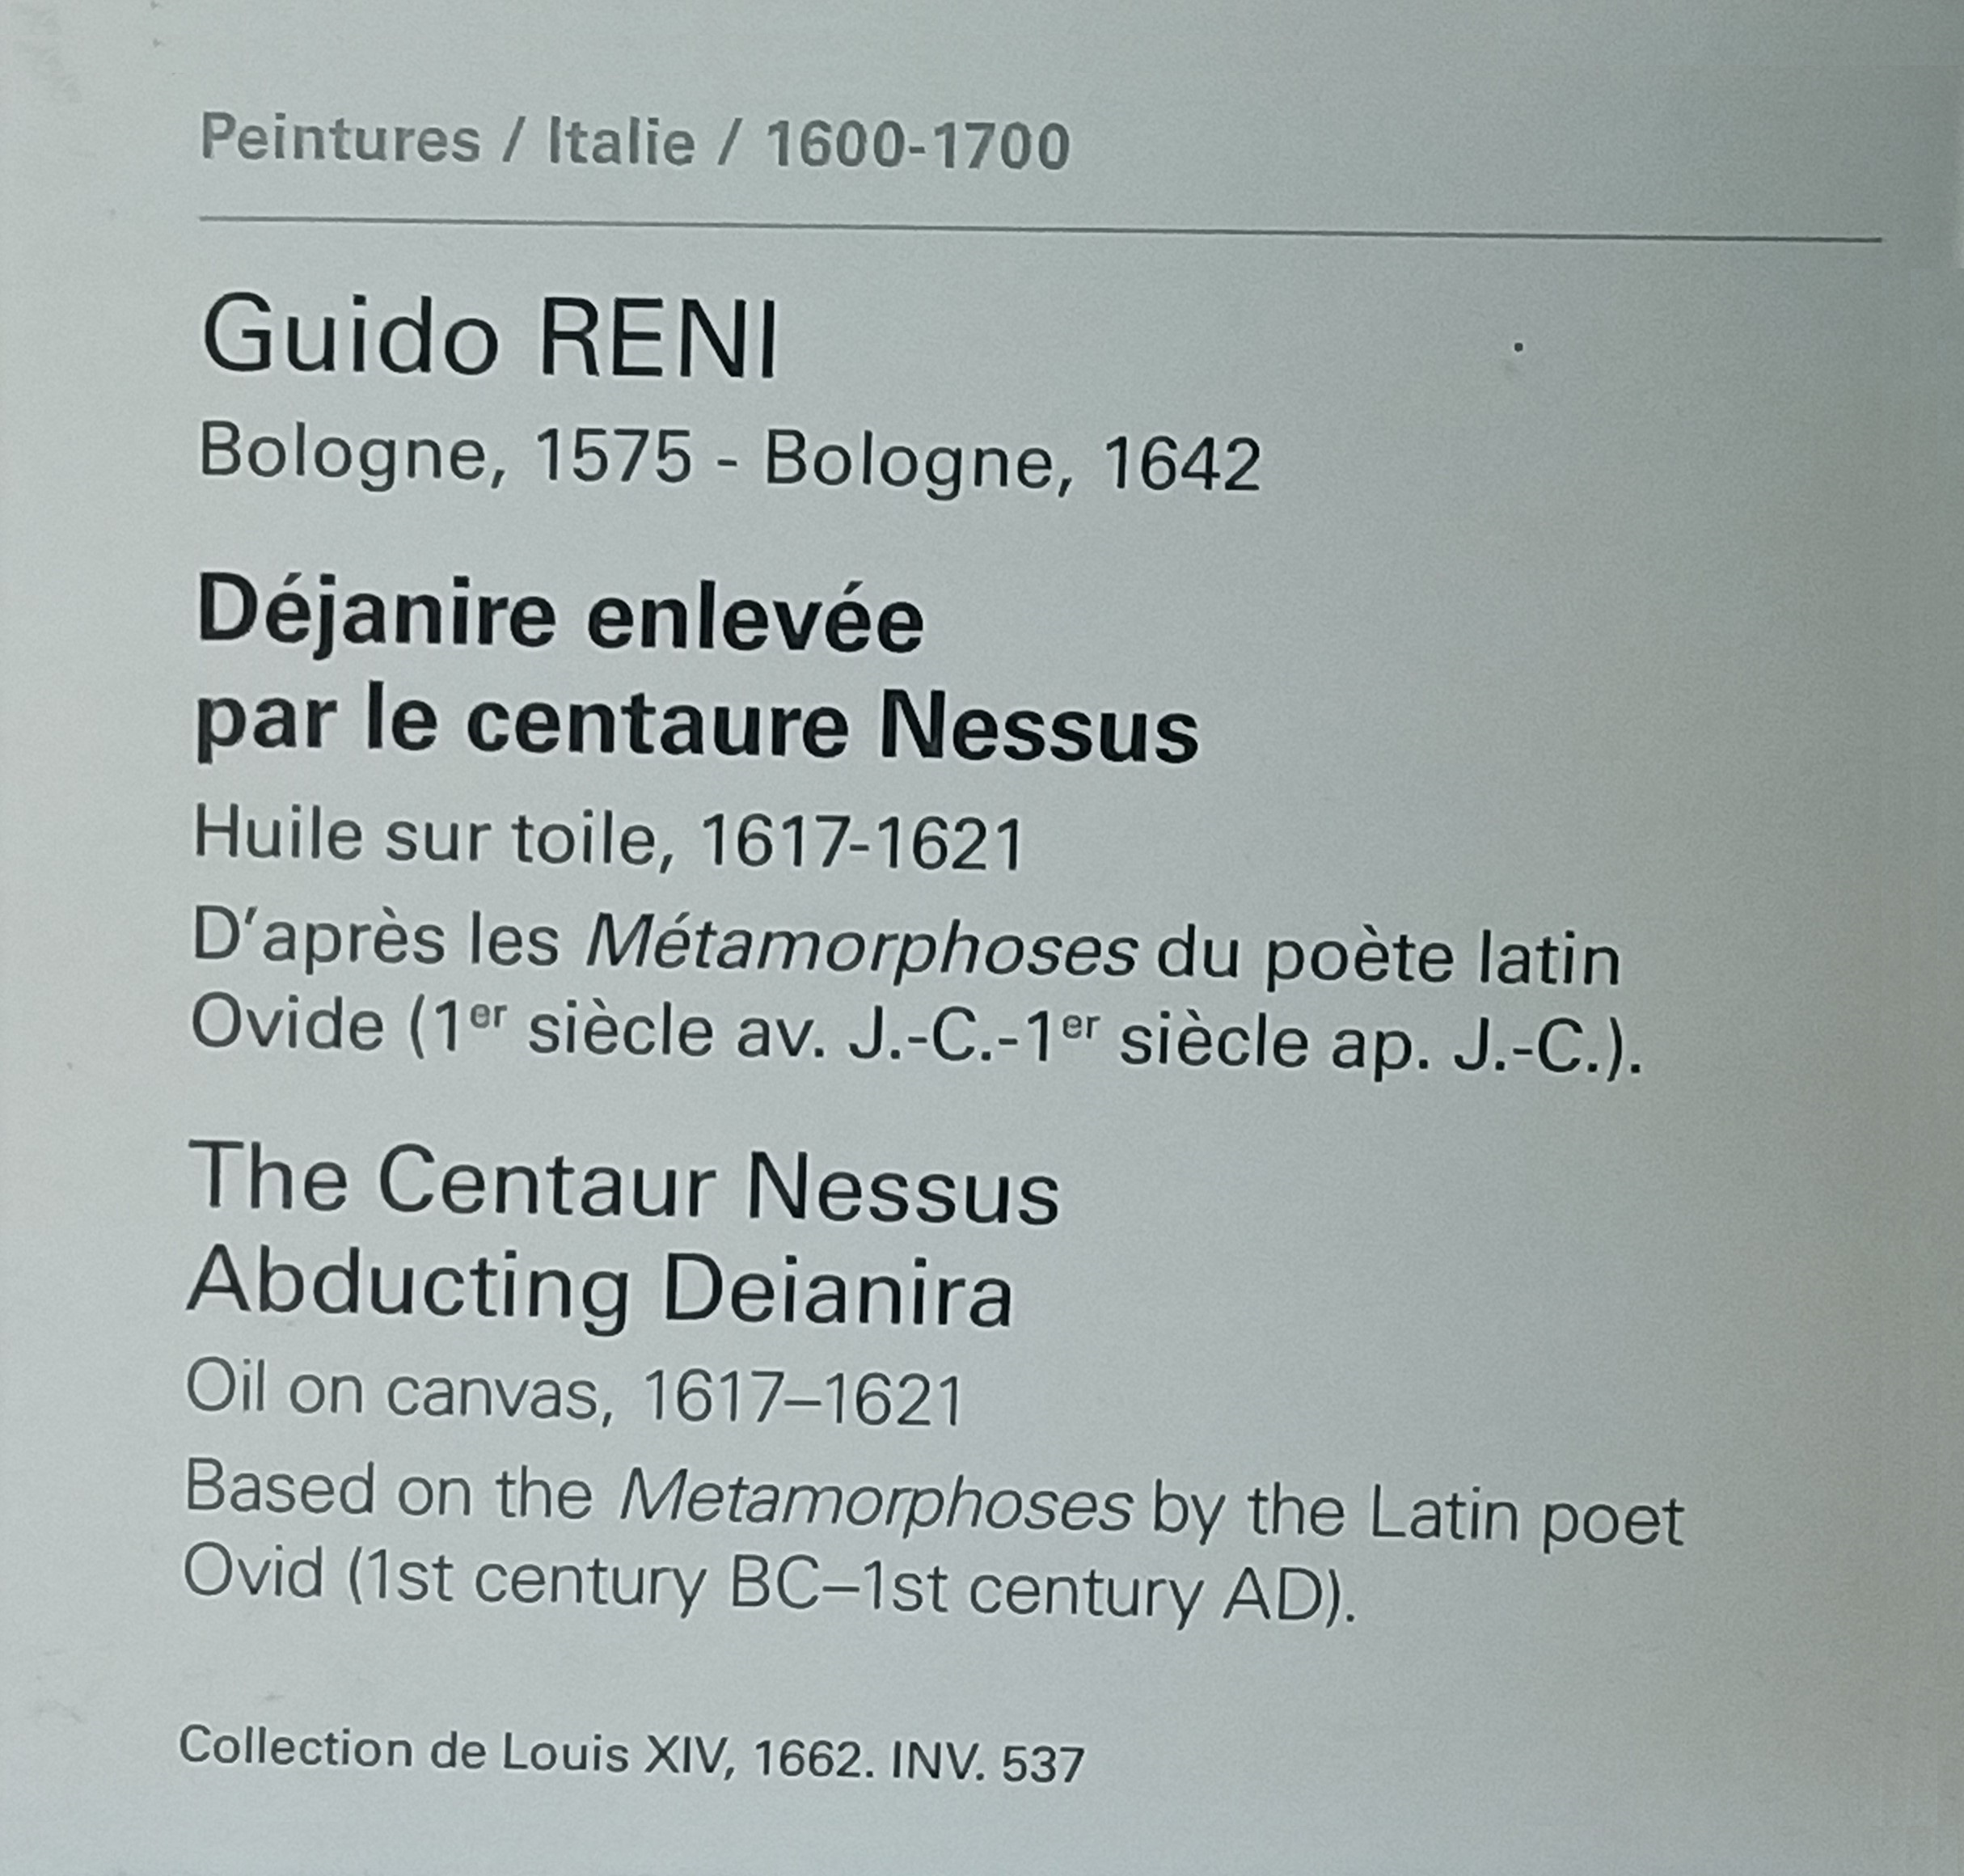 Peintures / Italie / 1600-1700
Guido RENI
Bologne, 1575 - Bologne, 1642
Déjanire enlevée
par le centaure Nessus
Huile sur toile, 1617-1621
D'après les Métamorphoses du poète latin
Ovide (1er siècle av. J.-C.-1er siècle ap. J.-C.).
The Centaur Nessus
Abducting Deianira
Oil on canvas, 1617–1621
Based on the Metamorphoses by the Latin poet
Ovid (1st century BC–1st century AD).
Collection de Louis XIV, 1662. INV. 537